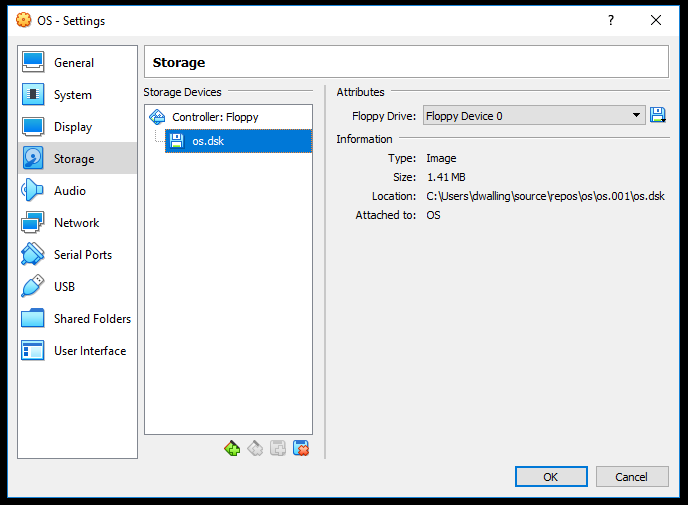 OS - Settings
?
General
System
Display
Storage
Audio
Network
Serial Ports
USB
Shared Folders
User Interface
Storage
Storage Devices
Controller: Floppy
os.dsk
Attributes
Floppy Drive: Floppy Device 0
Information
Type: Image
Size: 1.41 MB
Location: C:\Users\dwalling\source\repos\os\os.001\os.dsk
Attached to: OS
OK
Cancel